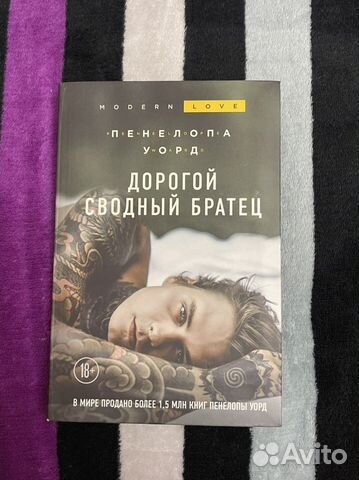 MODERN LOVE
ПЕНЕЛОПА
УОРД
ДОРОГОЙ
СВОДНЫЙ БРАТЕЦ
18+
В МИРЕ ПРОДАНО БОЛЕЕ 1,5 МЛН КНИГ ПЕНЕЛОПЫ УОРД
Avito